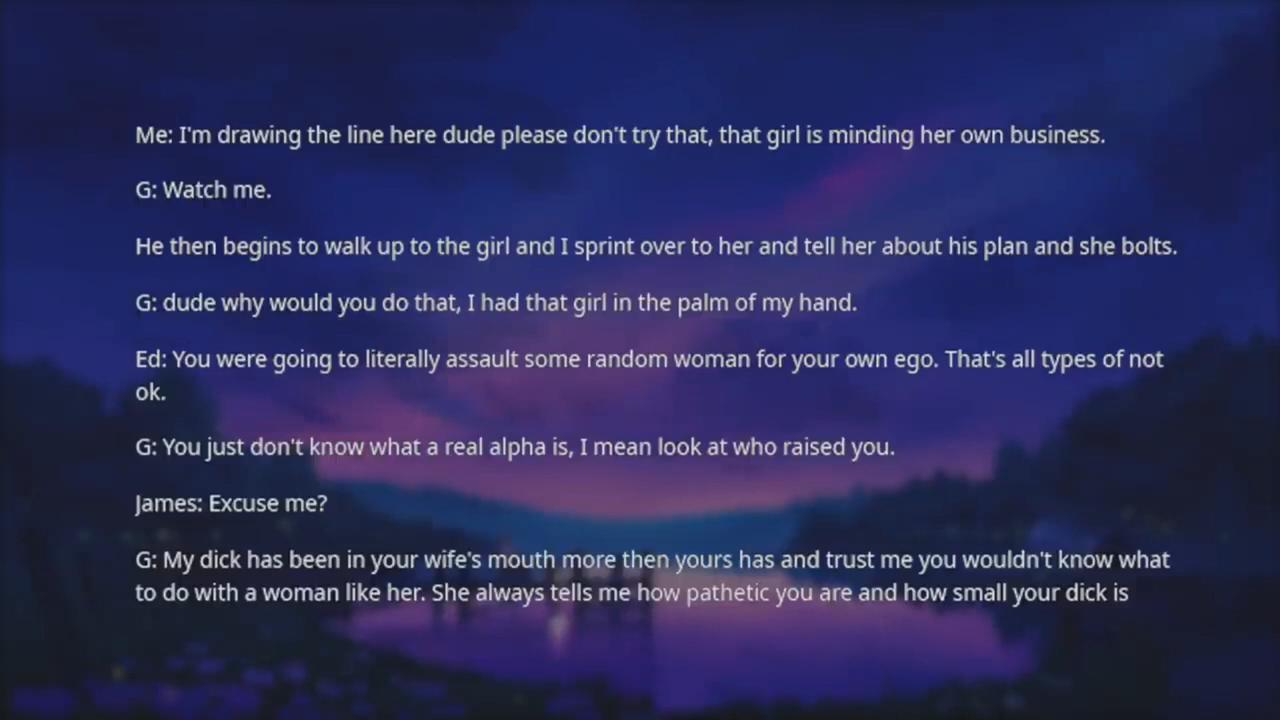 Me: I'm drawing the line here dude please don't try that, that girl is minding her own business.
G: Watch me.
He then begins to walk up to the girl and I sprint over to her and tell her about his plan and she bolts.
G: dude why would you do that, I had that girl in the palm of my hand.
Ed: You were going to literally assault some random woman for your own ego. That's all types of not
ok.
G: You just don't know what a real alpha is, I mean look at who raised you.
James: Excuse me?
G: My dick has been in your wife's mouth more then yours has and trust me you wouldn't know what
to do with a woman like her. She always tells me how pathetic you are and how small your dick is